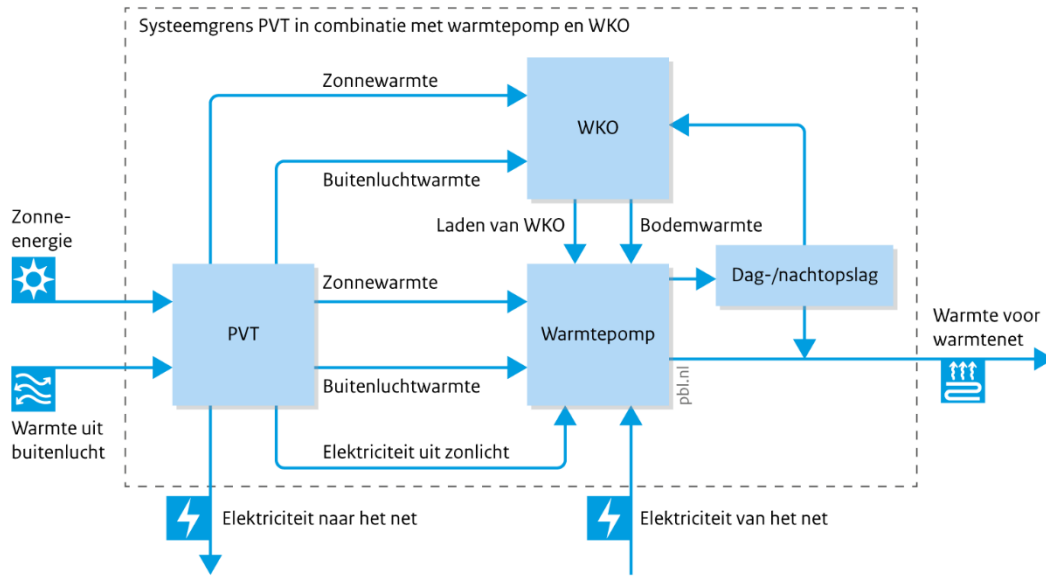 Systeemgrens PVT in combinatie met warmtepomp en WKO
Zonnewarmte
WKO
Buitenluchtwarmte
Laden van WKO
Bodemwarmte
Zonne-
energie
Zonnewarmte
Dag-/nachtopslag
PVT
Warmtepomp
Warmte voor
warmtenet
Buitenluchtwarmte
pbl.nl
Warmte uit
buitenlucht
Elektriciteit uit zonlicht
Elektriciteit naar het net
Elektriciteit van het net